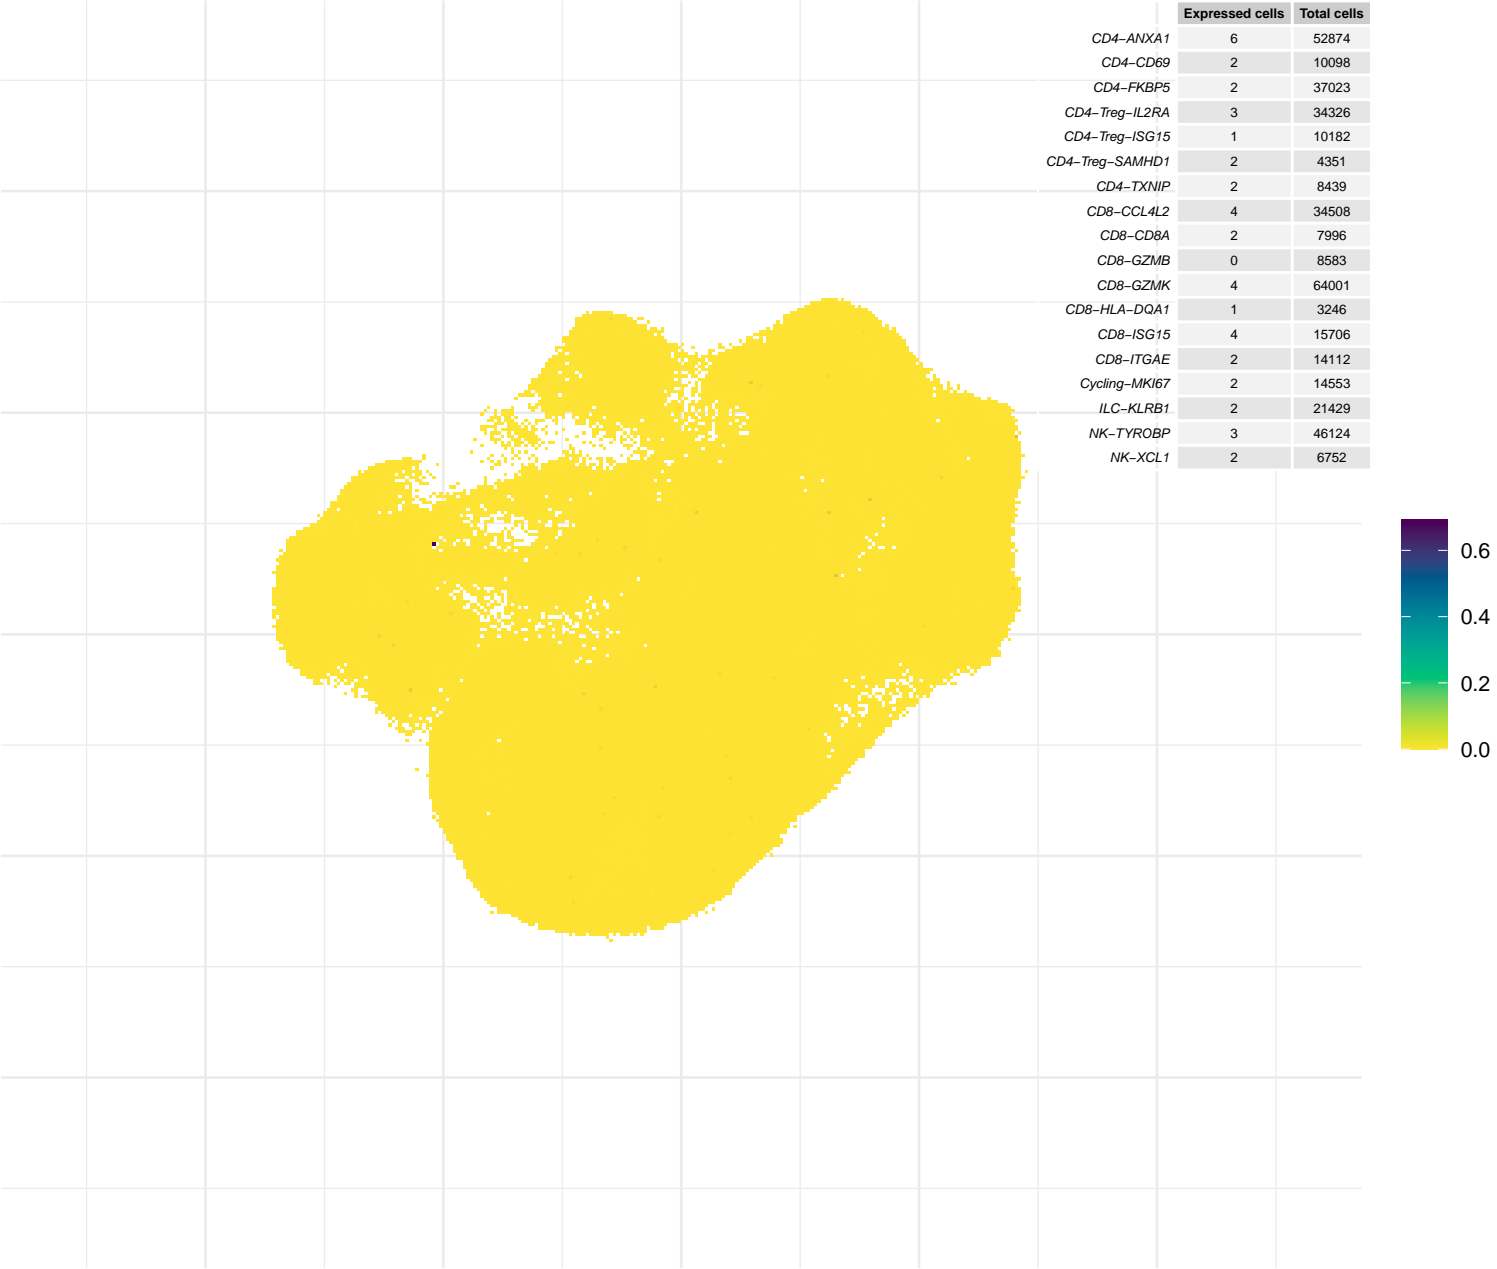 Expressed cells Total cells
CD4−ANXA1 6 52874
CD4−CD69 2 10098
CD4−FKBP5 2 37023
CD4−Treg−IL2RA 3 34326
CD4−Treg−ISG15 1 10182
CD4−Treg−SAMHD1 2 4351
CD4−TXNIP 2 8439
CD8−CCL4L2 4 34508
CD8−CD8A 2 7996
CD8−GZMB 0 8583
CD8−GZMK 4 64001
CD8−HLA−DQA1 1 3246
CD8−ISG15 4 15706
CD8−ITGAE 2 14112
Cycling−MKI67 2 14553
ILC−KLRB1 2 21429
NK−TYROBP 3 46124
NK−XCL1 2 6752
0.6
0.4
0.2
0.0